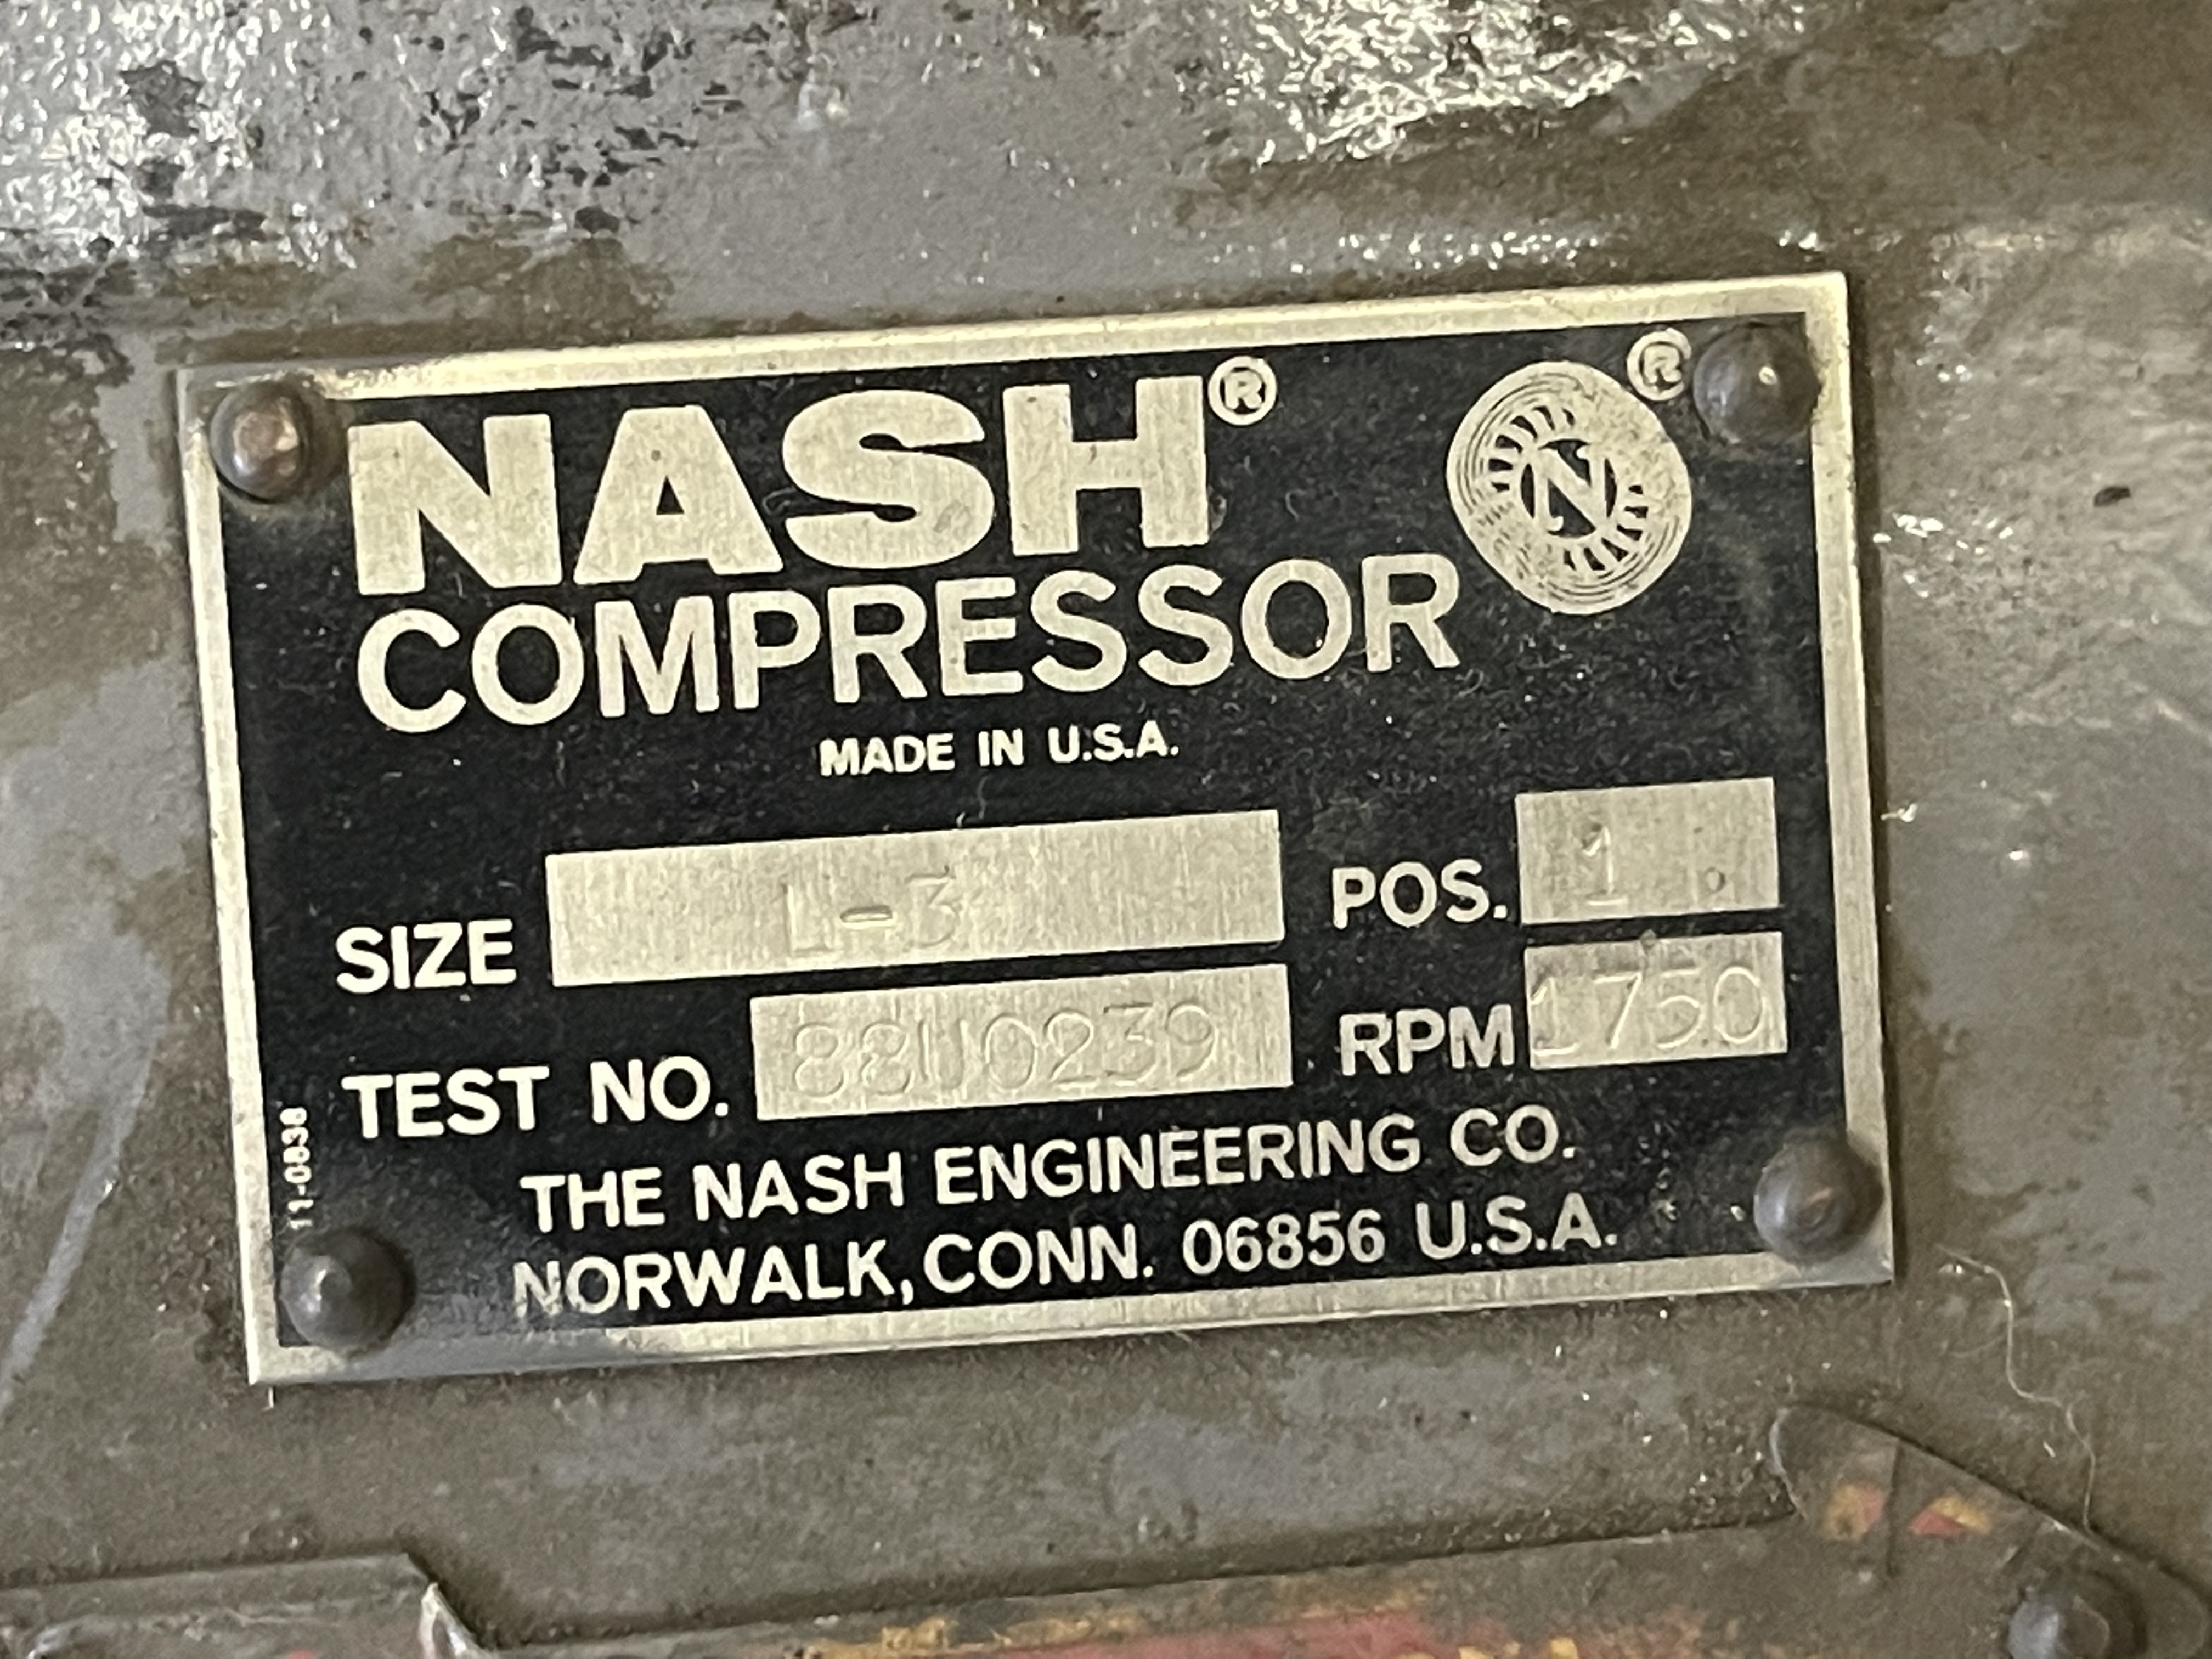 NASH®
®
N
COMPRESSOR
MADE IN U.S.A.
SIZE L-3 POS. 1
TEST NO. 88U0239 RPM 1750
THE NASH ENGINEERING CO.
NORWALK, CONN. 06856 U.S.A.
11-0838